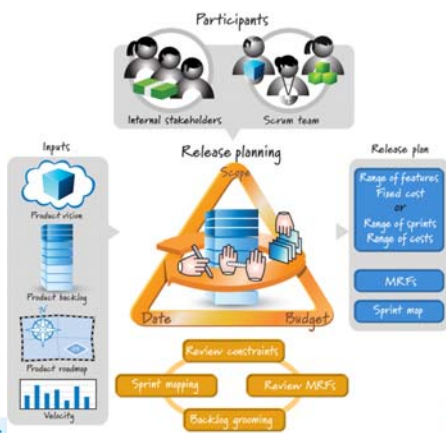 Participants
Internal stakeholders
Scrum team
Inputs
Product vision
Product backlog
Product roadmap
Velocity
Release planning
Scope
Date
Budget
Review constraints
Sprint mapping
Review MRFs
Backlog grooming
Release plan
Range of features
Fixed cost
or
Range of sprints
Range of costs
MRFs
Sprint map